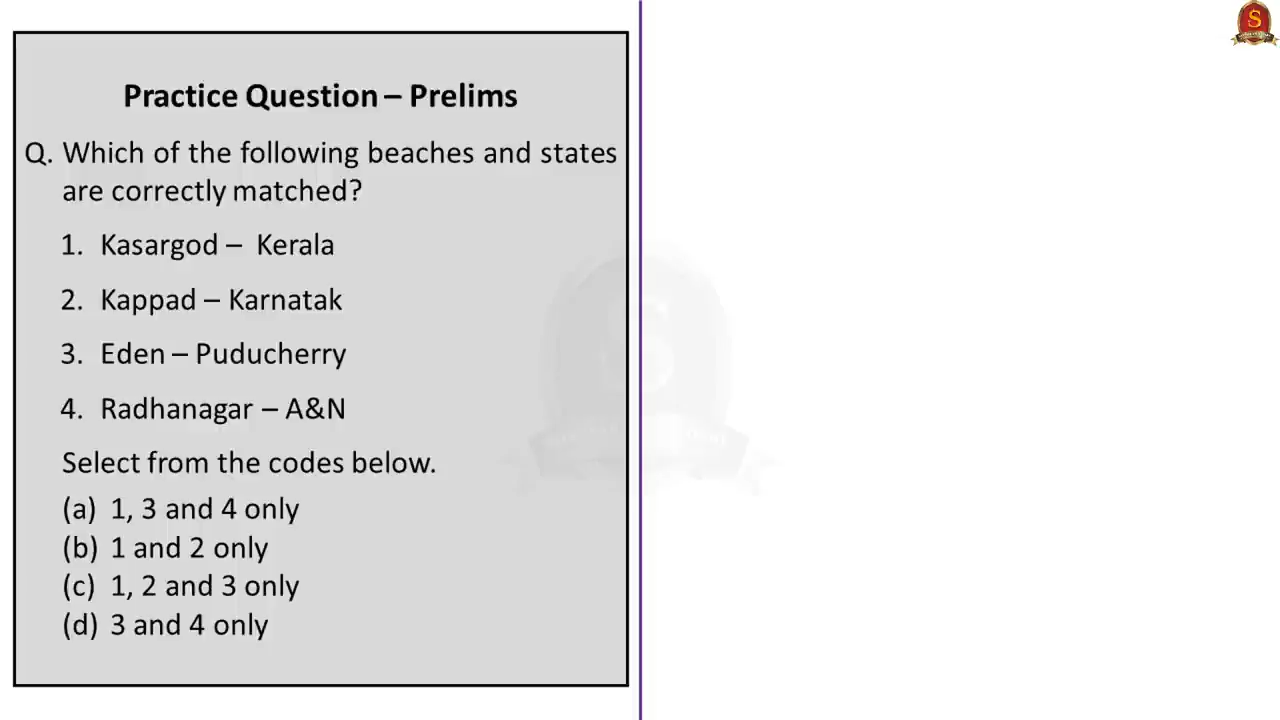 Practice Question – Prelims
Q. Which of the following beaches and states
are correctly matched?
1. Kasargod – Kerala
2. Kappad – Karnatak
3. Eden – Puducherry
4. Radhanagar – A&N
Select from the codes below.
(a) 1, 3 and 4 only
(b) 1 and 2 only
(c) 1, 2 and 3 only
(d) 3 and 4 only
S